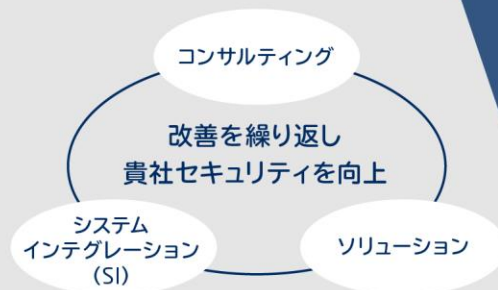 コンサルティング
改善を繰り返し
貴社セキュリティを向上
システム
インテグレーション
（SI）
ソリューション